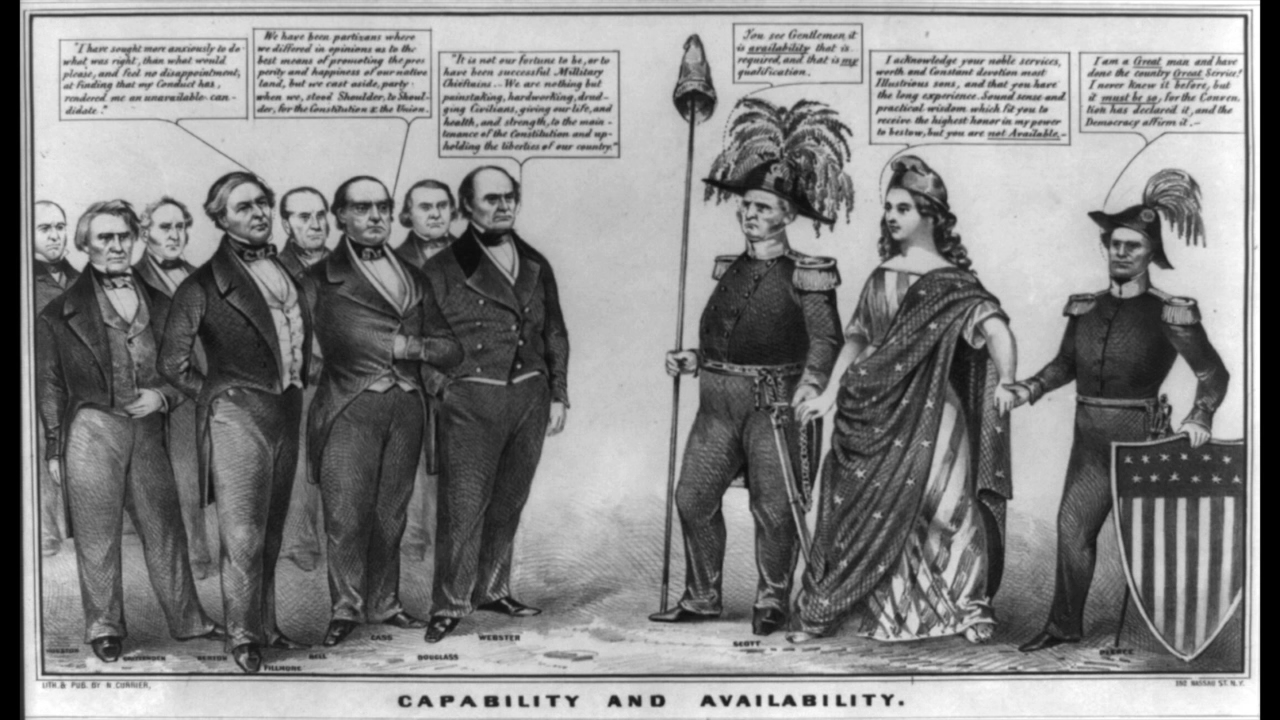 "I have sought more anxiously to do
what was right, than what would
please, and feel no disappointment,
at finding that my Conduct has,
rendered me an unavailable can-
didate."
We have been partizans where
we differed in opinions as to the
best means of promoting the pros
perity and happiness of our native
land, but we cast aside, party
when we, stood Shoulder, to Shoul-
der, for the Constitution & the Union.
"It is not our fortune to be, or to
have been successful Millitary
Chieftains.– We are nothing but
painstaking, hardworking, drud-
ging Civilians, giving our life, and
health, and strength, to the main-
tenance of the Constitution and up-
holding the liberties of our country."
You see Gentlemen, it
is availability that is
required, and that is my
qualification.
I acknowledge your noble services,
worth and Constant devotion most
Illustrious sons, and that you have
the long experience. Sound sense and
practical wisdom which fit you to
receive the highest honor in my power
to bestow, but you are not Available.–
I am a Great man and have
done the country Great Service!
I never knew it before, but
it must be so, for the Conven
tion has declared it, and the
Democracy affirm it.–
HOUSTON
BENTON
FILLMORE
BELL
CASS
DOUGLASS
WEBSTER
SCOTT
PIERCE
LITH. & PUB. BY N. CURRIER,
CAPABILITY AND AVAILABILITY.
NASSAU ST. N.Y.